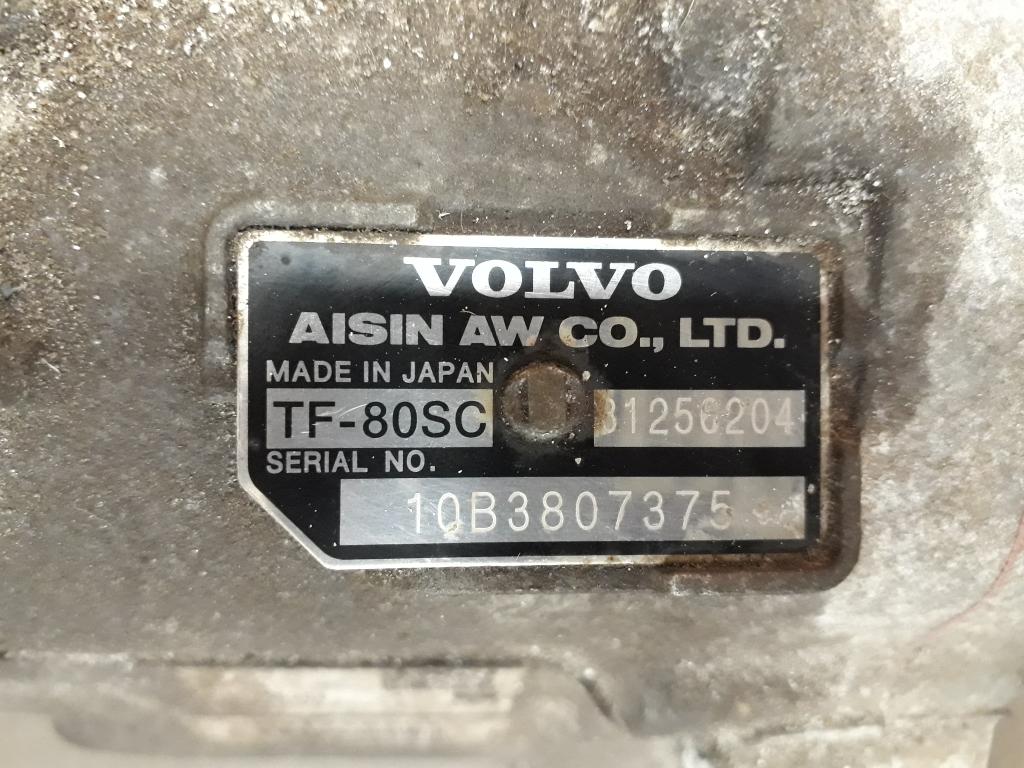 VOLVO
AISIN AW CO., LTD.
MADE IN JAPAN
TF-80SC 31256204
SERIAL NO.
10B3807375